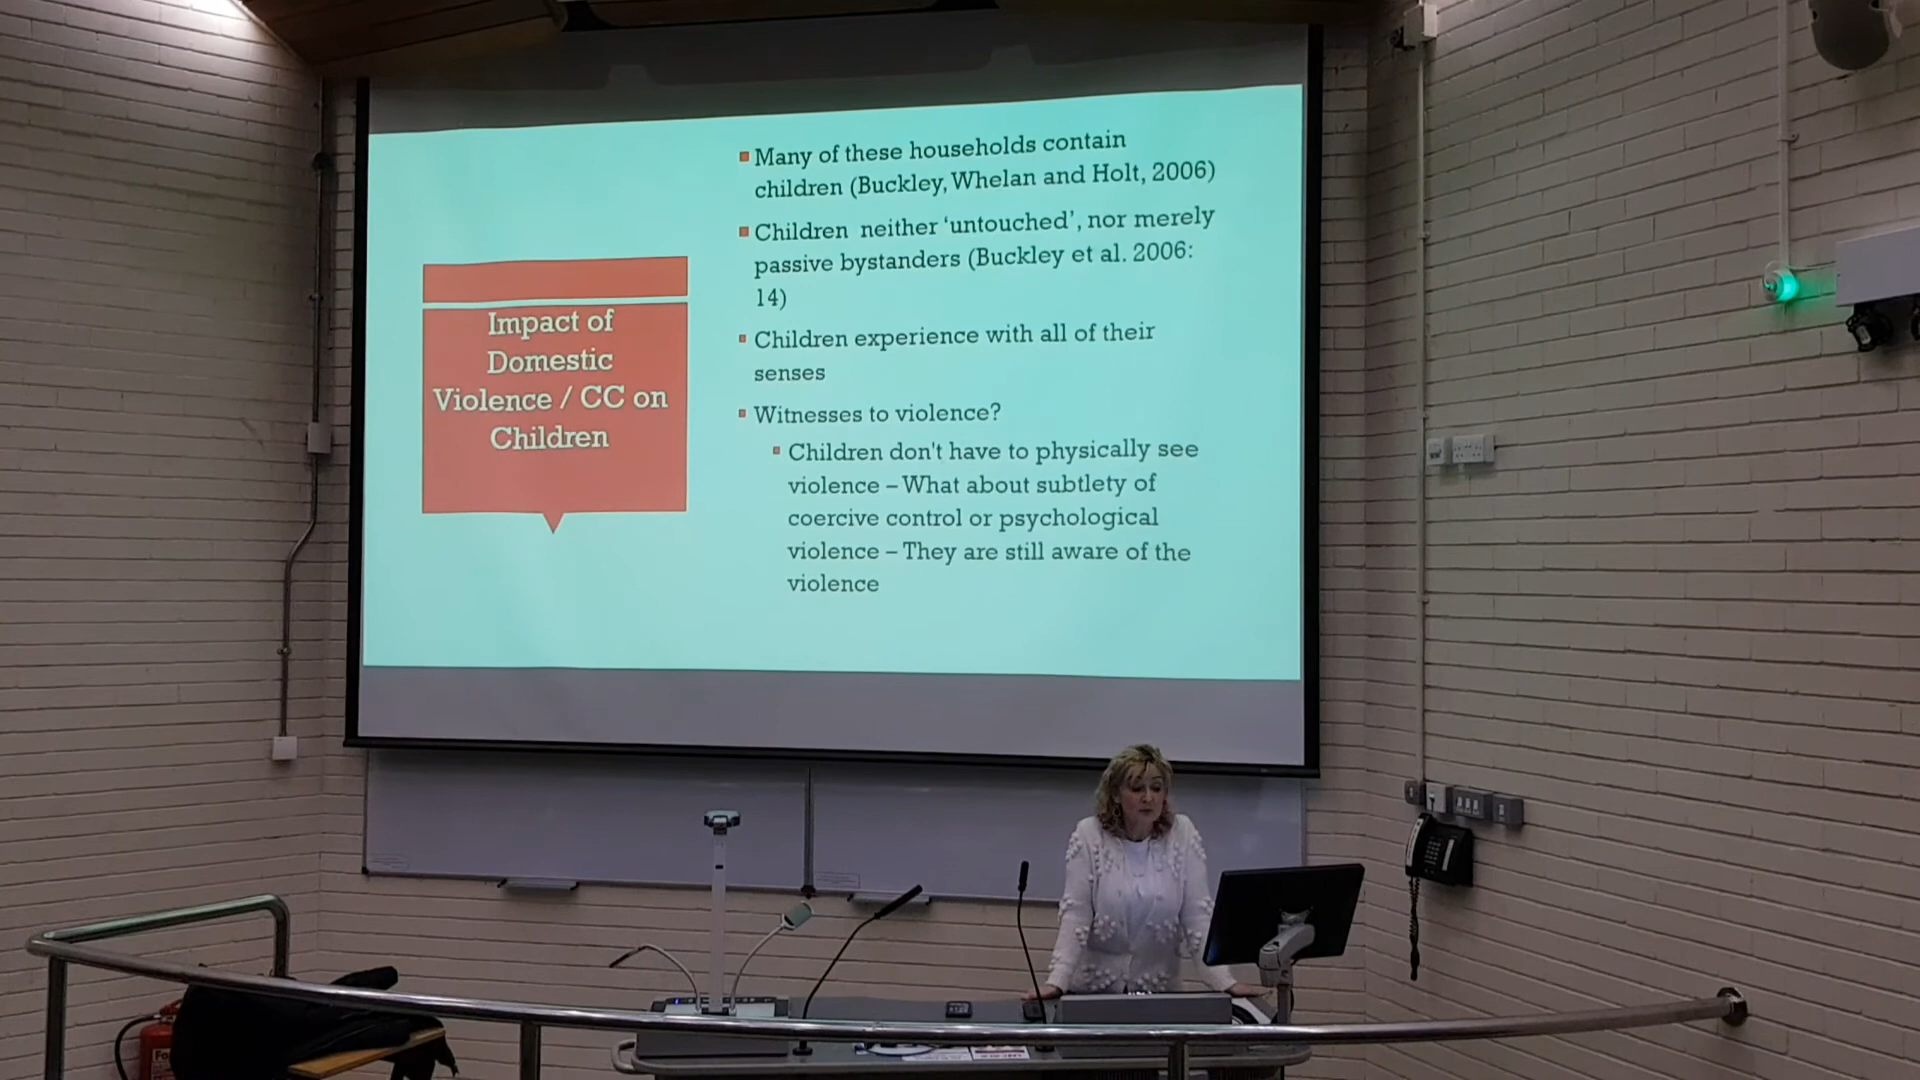 Impact of
Domestic
Violence / CC on
Children
Many of these households contain
children (Buckley, Whelan and Holt, 2006)
Children neither ‘untouched’, nor merely
passive bystanders (Buckley et al. 2006:
14)
Children experience with all of their
senses
Witnesses to violence?
Children don't have to physically see
violence – What about subtlety of
coercive control or psychological
violence – They are still aware of the
violence